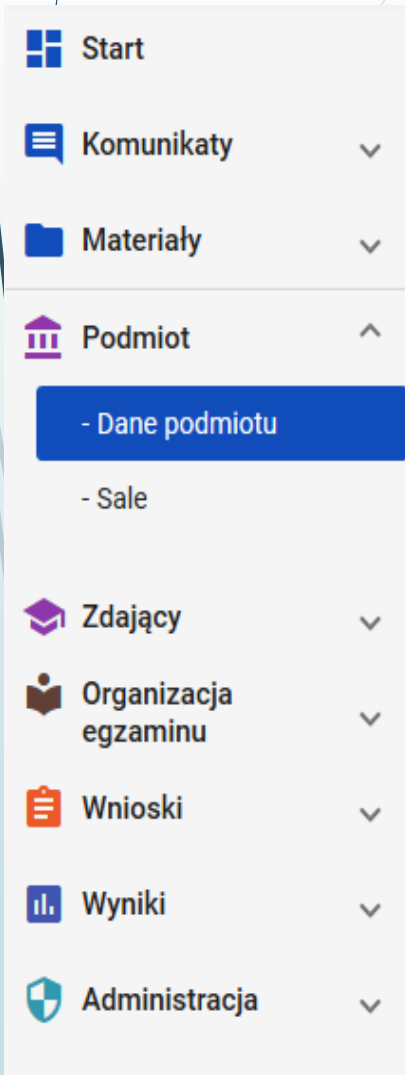 Start
Komunikaty
Materiały
Podmiot
- Dane podmiotu
- Sale
Zdający
Organizacja
egzaminu
Wnioski
Wyniki
Administracja